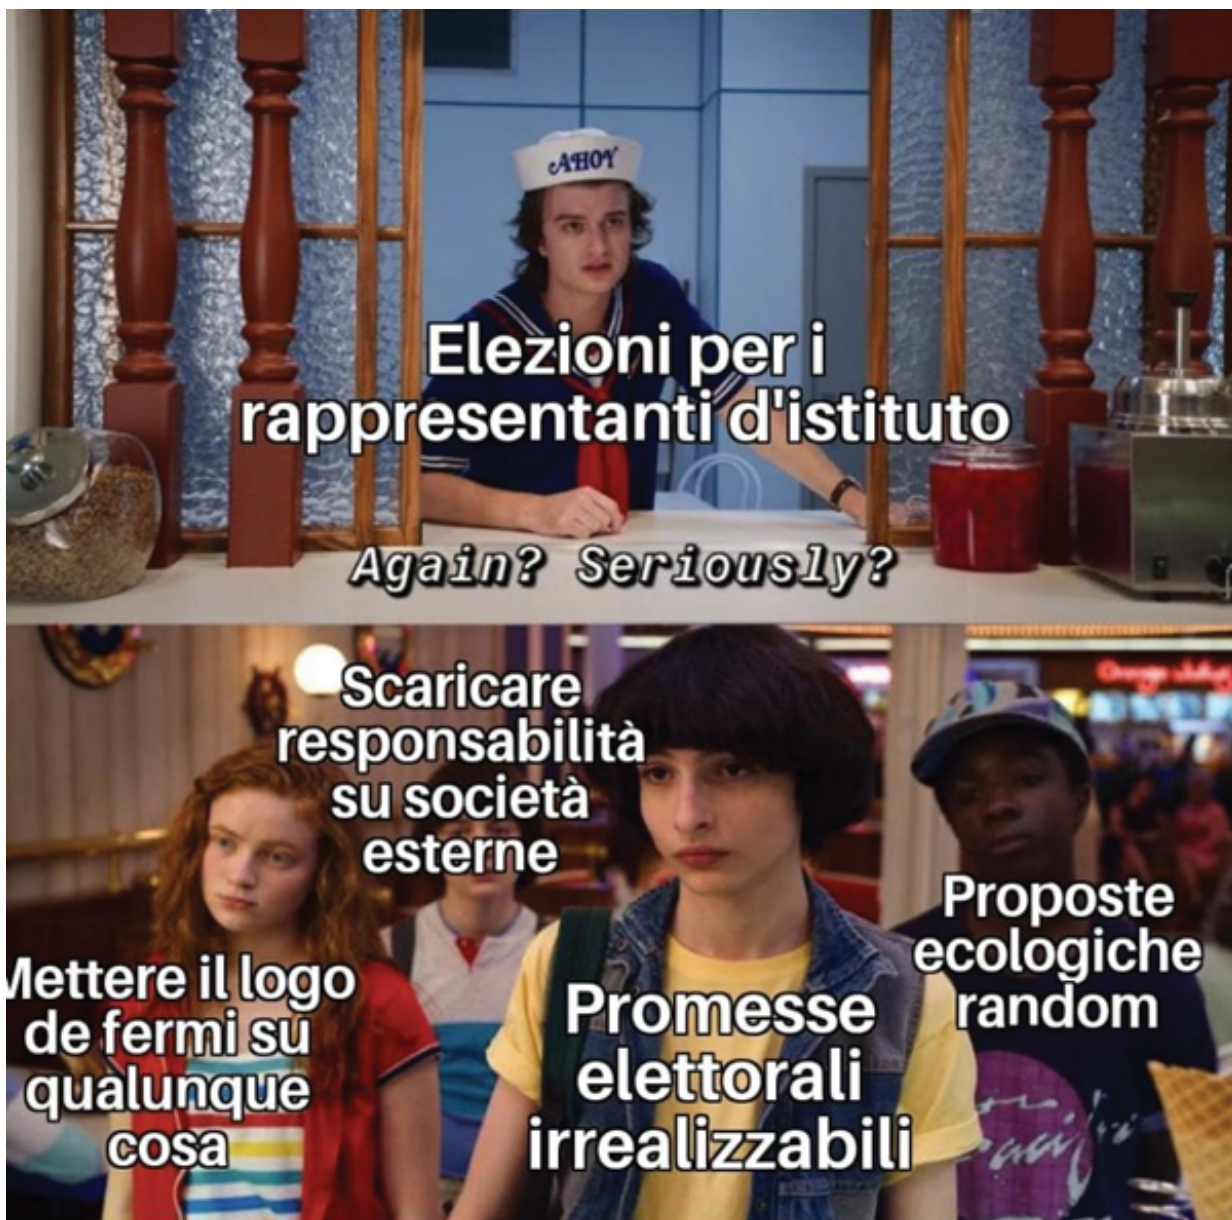 AHOY
Elezioni per i
rappresentanti d'istituto
Again? Seriously?
Scaricare
responsabilità
su società
esterne
Mettere il logo
de fermi su
qualunque
cosa
Promesse
elettorali
irrealizzabili
Proposte
ecologiche
random